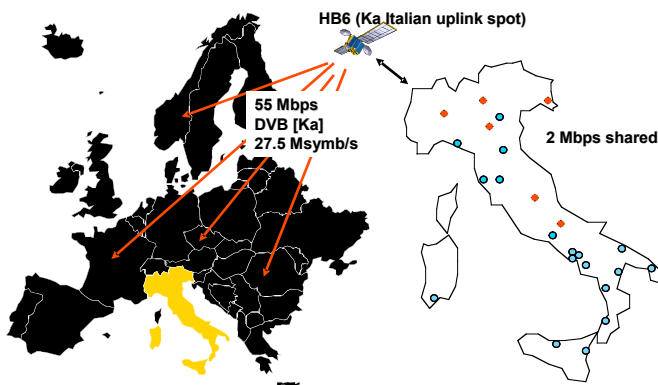 HB6 (Ka Italian uplink spot)
55 Mbps
DVB [Ka]
27.5 Msymb/s
2 Mbps shared